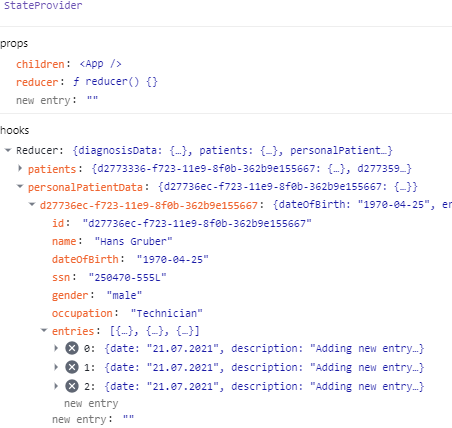 StateProvider
props
children: <App />
reducer: ƒ reducer() {}
new entry: ""
hooks
Reducer: {diagnosisData: {…}, patients: {…}, personalPatient…}
patients: {d2773336-f723-11e9-8f0b-362b9e155667: {…}, d277359…}
personalPatientData: {d27736ec-f723-11e9-8f0b-362b9e155667: {…}}
d27736ec-f723-11e9-8f0b-362b9e155667: {dateOfBirth: "1970-04-25", en
id: "d27736ec-f723-11e9-8f0b-362b9e155667"
name: "Hans Gruber"
dateOfBirth: "1970-04-25"
ssn: "250470-555L"
gender: "male"
occupation: "Technician"
entries: [{…}, {…}, {…}]
0: {date: "21.07.2021", description: "Adding new entry…}
1: {date: "21.07.2021", description: "Adding new entry…}
2: {date: "21.07.2021", description: "Adding new entry…}
new entry
new entry: ""